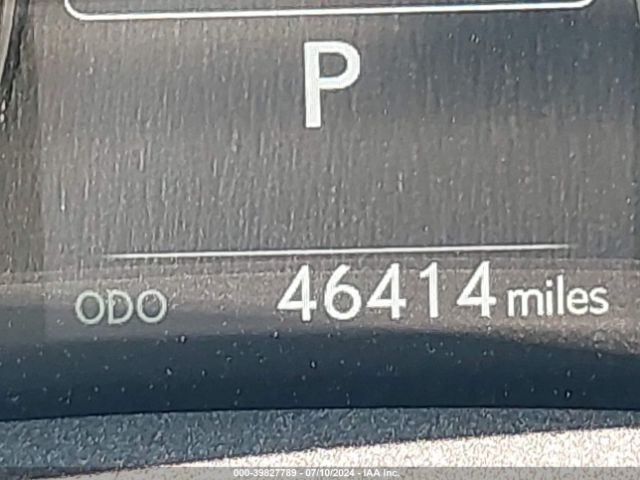 P
ODO 46414 miles
000-39827789 - 07/10/2024 - IAA Inc.